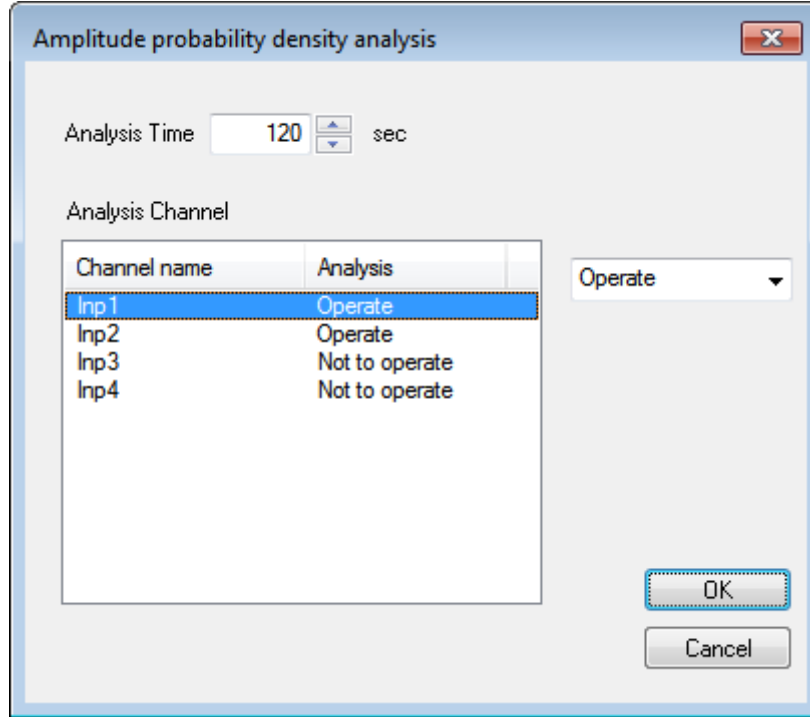 Amplitude probability density analysis
Analysis Time 120 sec
Analysis Channel
Channel name Analysis
Inp1 Operate
Inp2 Operate
Inp3 Not to operate
Inp4 Not to operate
Operate
OK
Cancel